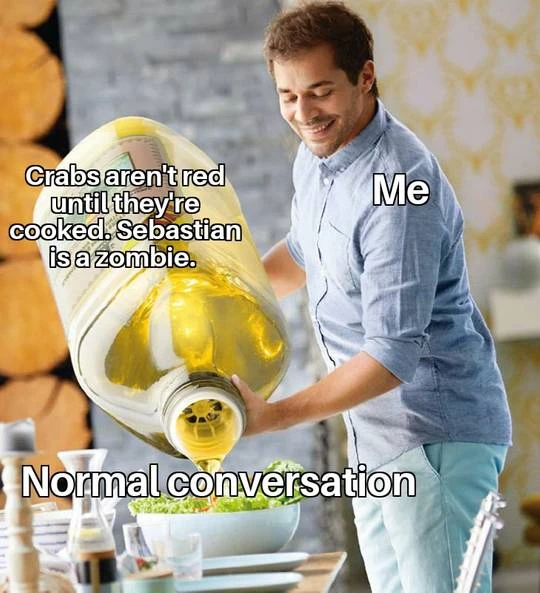 Crabs aren't red
until they're
cooked. Sebastian
is a zombie.
Me
Normal conversation